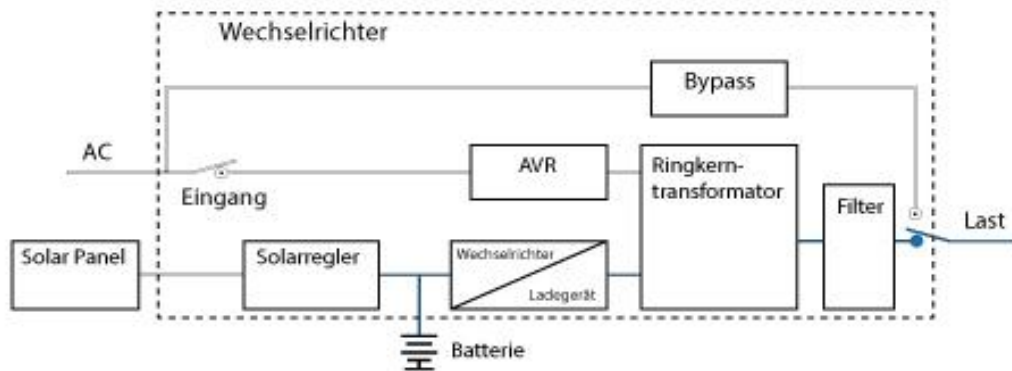 Wechselrichter
Bypass
AC
Eingang
AVR
Ringkern-
transformator
Filter
Last
Solar Panel
Solarregler
Wechselrichter
Ladegerät
Batterie